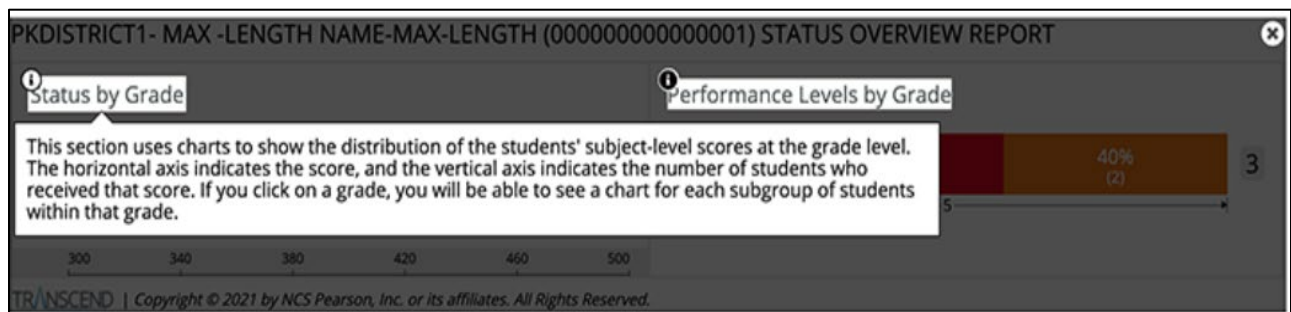 PKDISTRICT1- MAX -LENGTH NAME-MAX-LENGTH (000000000000001) STATUS OVERVIEW REPORT
Status by Grade
Performance Levels by Grade
This section uses charts to show the distribution of the students' subject-level scores at the grade level.
The horizontal axis indicates the score, and the vertical axis indicates the number of students who
received that score. If you click on a grade, you will be able to see a chart for each subgroup of students
within that grade.
40%
(2)
3
5
300 340 380 420 460 500
TRANSCEND | Copyright © 2021 by NCS Pearson, Inc. or its affiliates. All Rights Reserved.